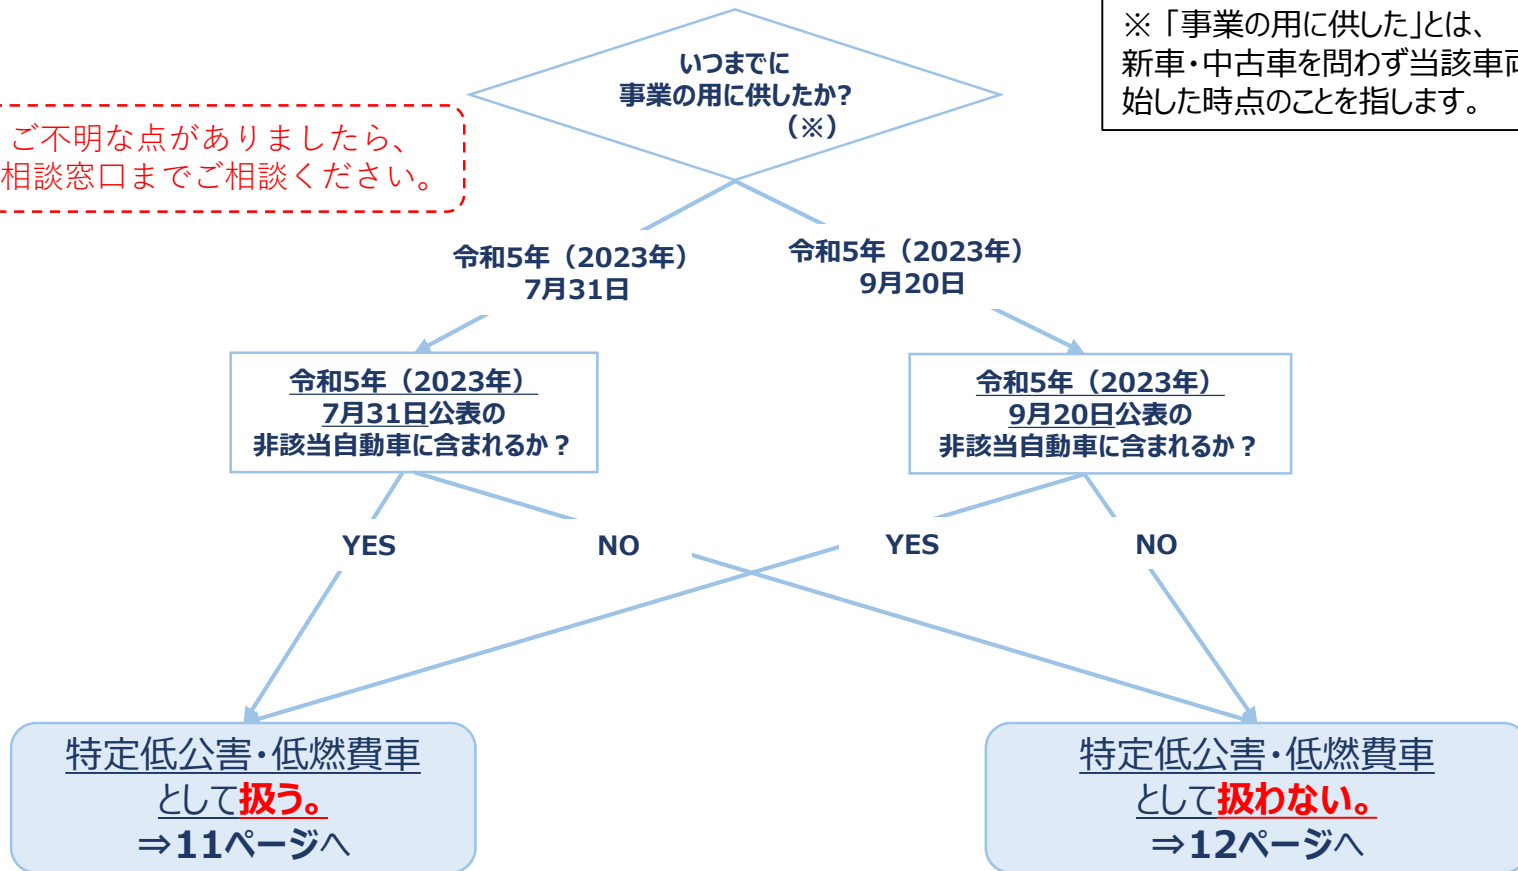 いつまでに
事業の用に供したか?
（※）
※「事業の用に供した」とは、
新車・中古車を問わず当該車両
始した時点のことを指します。
ご不明な点がありましたら、
相談窓口までご相談ください。
令和5年（2023年）
7月31日
令和5年（2023年）
9月20日
令和5年（2023年）
7月31日公表の
非該当自動車に含まれるか？
令和5年（2023年）
9月20日公表の
非該当自動車に含まれるか？
YES
NO
YES
NO
特定低公害・低燃費車
として扱う。
⇒11ページへ
特定低公害・低燃費車
として扱わない。
⇒12ページへ